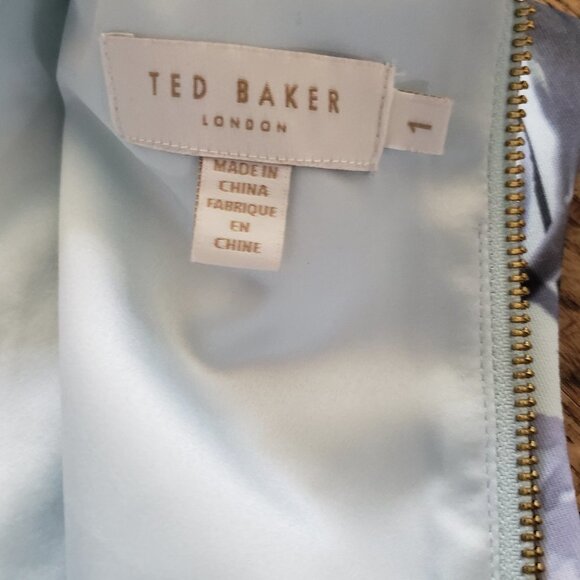 TED BAKER
LONDON
1
MADE IN
CHINA
FABRIQUE
EN
CHINE